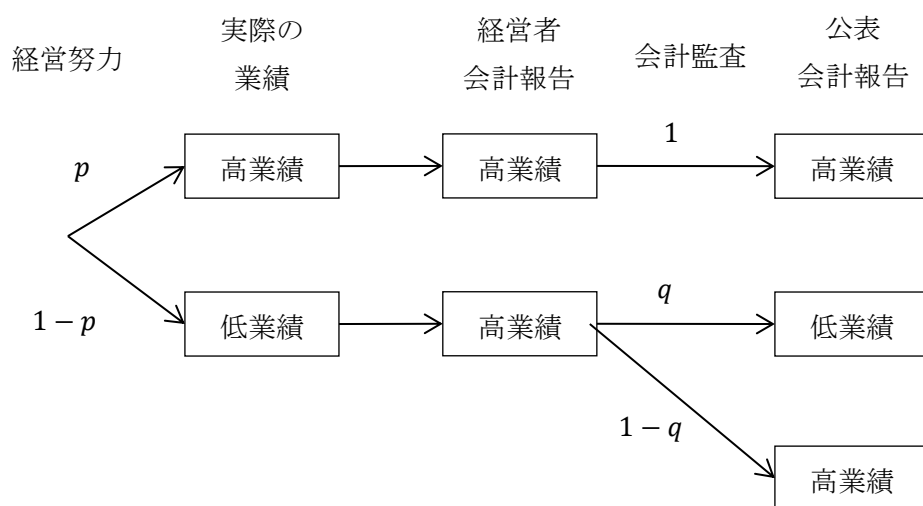 経営努力
実際の
業績
経営者
会計報告
会計監査
公表
会計報告
p
高業績
高業績
1
高業績
1 − p
低業績
高業績
q
低業績
1 − q
高業績